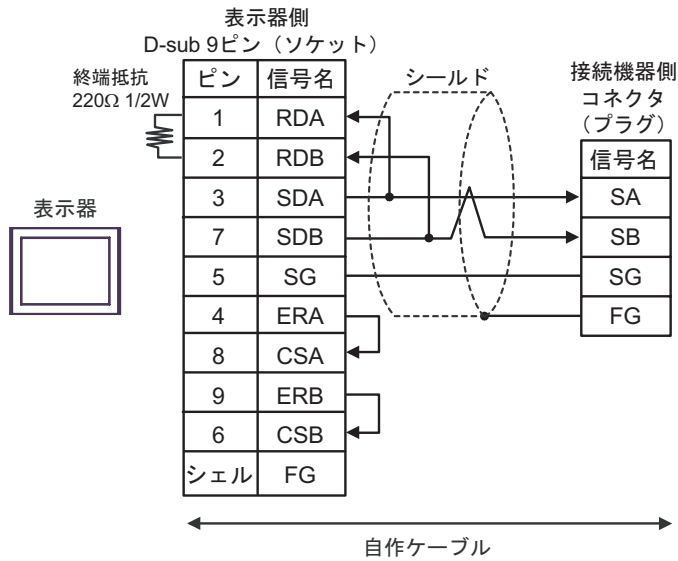 表示器側
D-sub 9ピン（ソケット）
終端抵抗
220Ω 1/2W
ピン 信号名
1 RDA
2 RDB
3 SDA
7 SDB
5 SG
4 ERA
8 CSA
9 ERB
6 CSB
シェル FG
シールド
接続機器側
コネクタ
（プラグ）
信号名
SA
SB
SG
FG
表示器
自作ケーブル